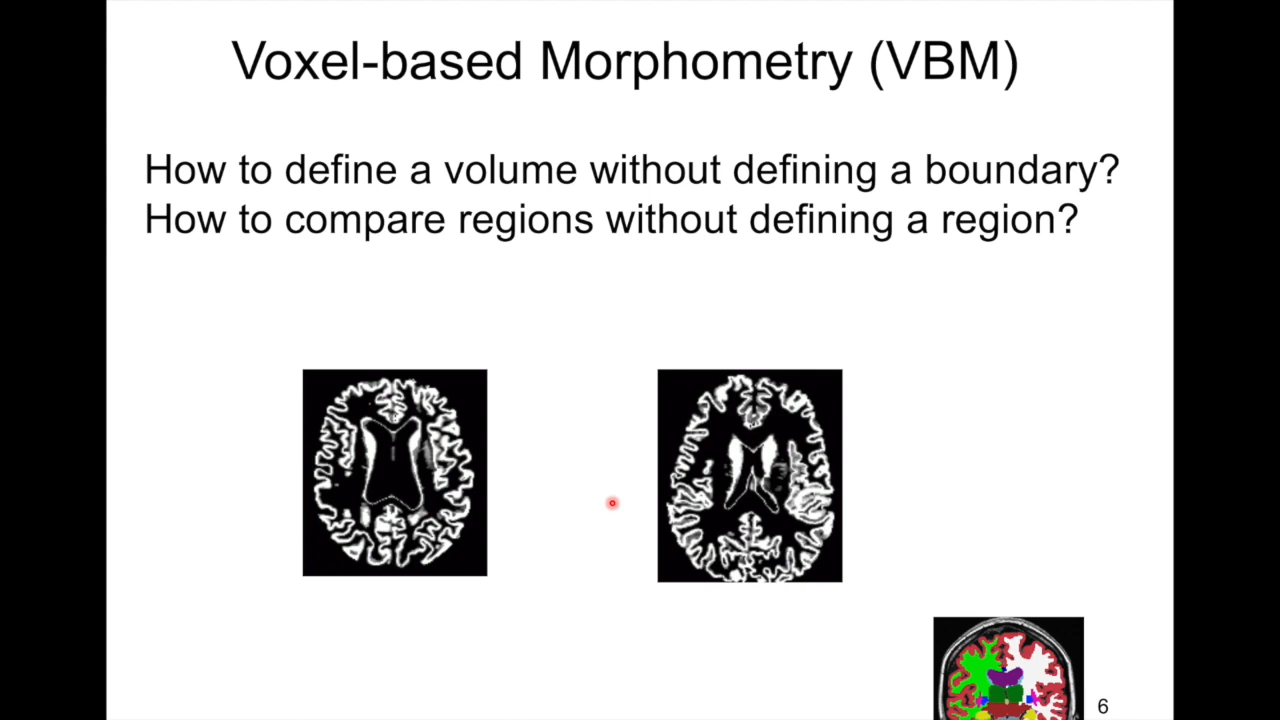 Voxel-based Morphometry (VBM)
How to define a volume without defining a boundary?
How to compare regions without defining a region?
6